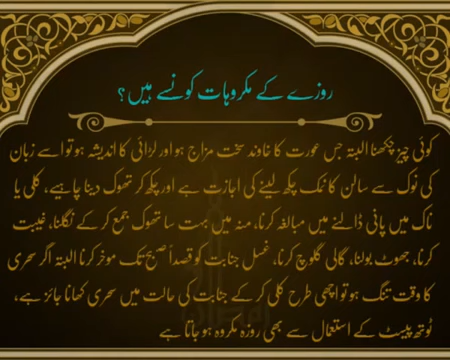 روزے کے مکروہات کونسے ہیں؟
کوئی چیز چکھنا البتہ جس عورت کا خاوند سخت مزاج ہو اور لڑائی کا اندیشہ ہو تو اسے زبان
کی نوک سے سالن کا نمک چکھ لینے کی اجازت ہے اور چکھ کر تھوک دینا چاہیے، کلی یا
ناک میں پانی ڈالنے میں مبالغہ کرنا، منہ میں بہت سا تھوک جمع کر کے نگلنا، غیبت
کرنا، جھوٹ بولنا، گالی گلوچ کرنا، غسل جنابت کو قصداً صبح تک موخر کرنا البتہ اگر سحری
کا وقت تنگ ہو تو اچھی طرح کلی کر کے جنابت کی حالت میں سحری کھانا جائز ہے،
ٹوتھ پیسٹ کے استعمال سے بھی روزہ مکروہ ہو جاتا ہے